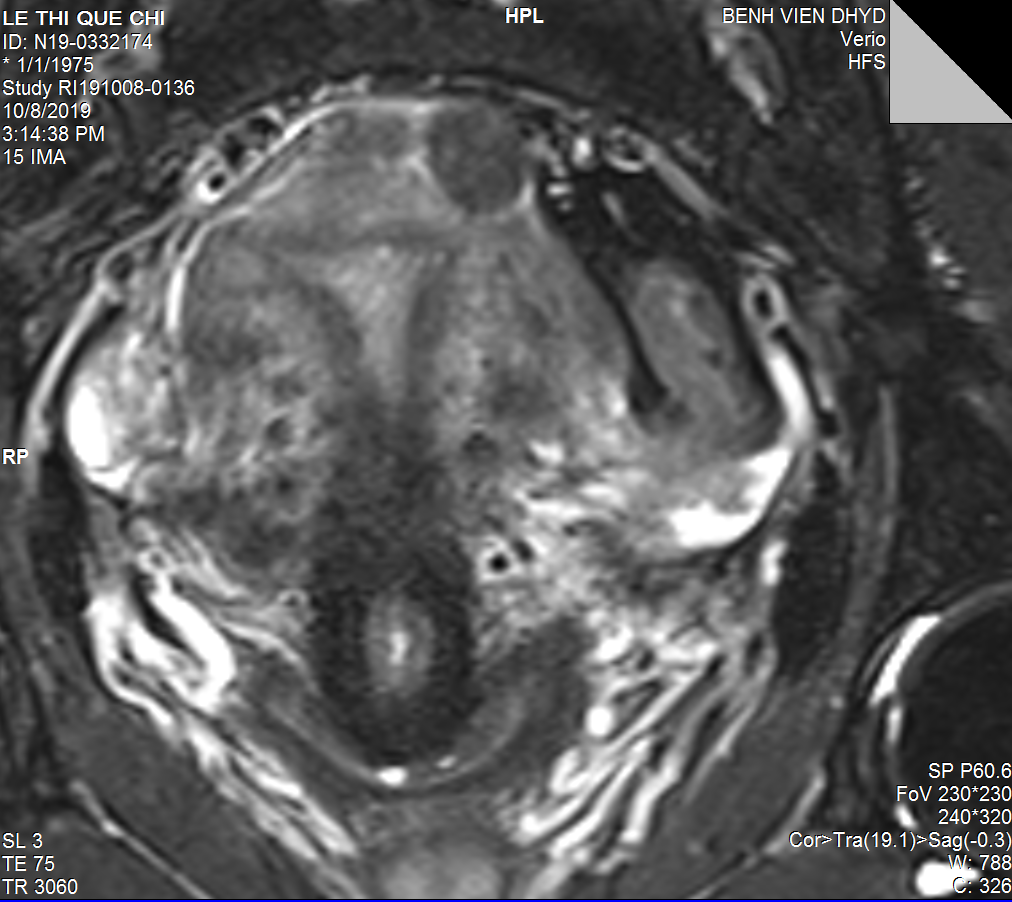 LE THI QUE CHI
ID: N19-0332174
* 1/1/1975
Study RI191008-0136
10/8/2019
3:14:38 PM
15 IMA
HPL
BENH VIEN DHYD
Verio
HFS
RP
SL 3
TE 75
TR 3060
SP P60.6
FoV 230*230
240*320
Cor>Tra(19.1)>Sag(-0.3)
W: 788
C: 326